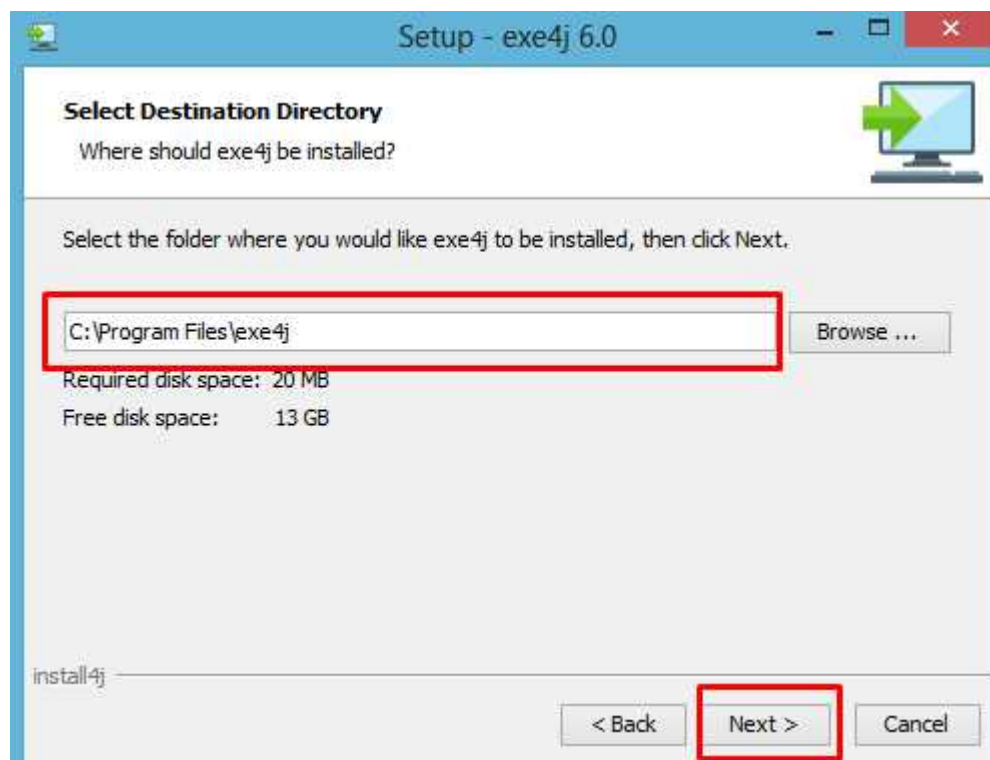 Setup - exe4j 6.0
Select Destination Directory
Where should exe4j be installed?
Select the folder where you would like exe4j to be installed, then click Next.
C:\Program Files\exe4j
Browse ...
Required disk space: 20 MB
Free disk space: 13 GB
install4j
< Back Next > Cancel